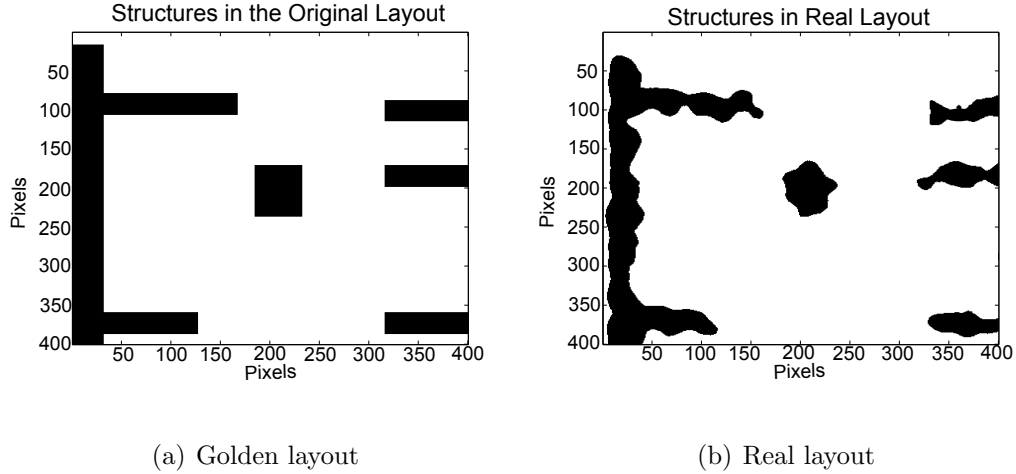 Structures in the Original Layout
50
100
150
200
250
300
350
400
Pixels
50 100 150 200 250 300 350 400
Pixels
(a) Golden layout
Structures in Real Layout
50
100
150
200
250
300
350
400
Pixels
50 100 150 200 250 300 350 400
Pixels
(b) Real layout